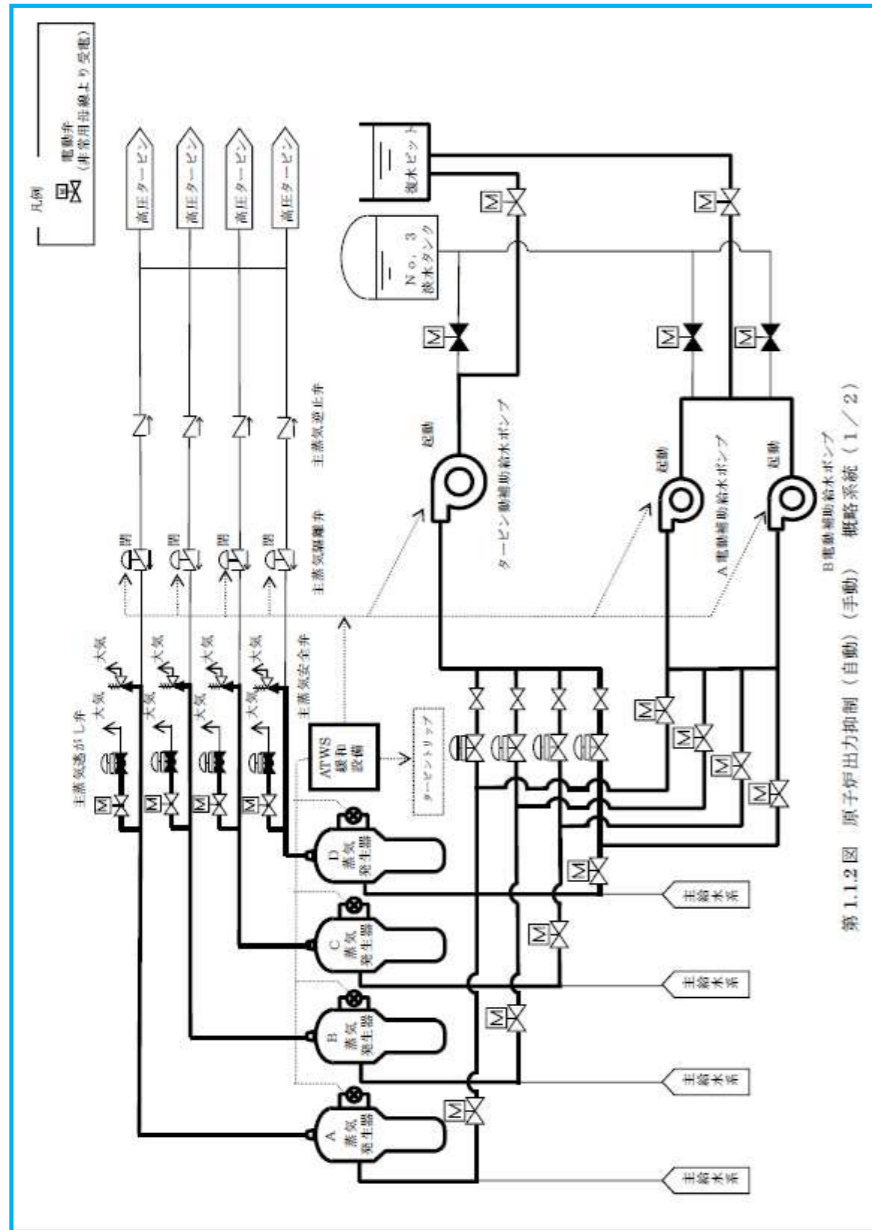 凡例
電動弁
(非常用母線より受電)
M
高圧タービン
高圧タービン
高圧タービン
高圧タービン
主蒸気逃がし弁
大気
大気
大気
大気
大気
大気
大気
大気
主蒸気安全弁
M
M
M
M
閉
閉
閉
閉
主蒸気隔離弁
主蒸気逆止弁
ATWS
緩和
設備
タービントリップ
A
蒸気
発生器
B
蒸気
発生器
C
蒸気
発生器
D
蒸気
発生器
復水ピット
No.3
淡水タンク
M
M
M
M
M
起動
タービン動補助給水ポンプ
起動
A電動補助給水ポンプ
起動
B電動補助給水ポンプ
M
M
M
M
M
M
M
M
主給水系
主給水系
主給水系
主給水系
第1.1.2図 原子炉出力抑制(自動)(手動) 概略系統(1/2)